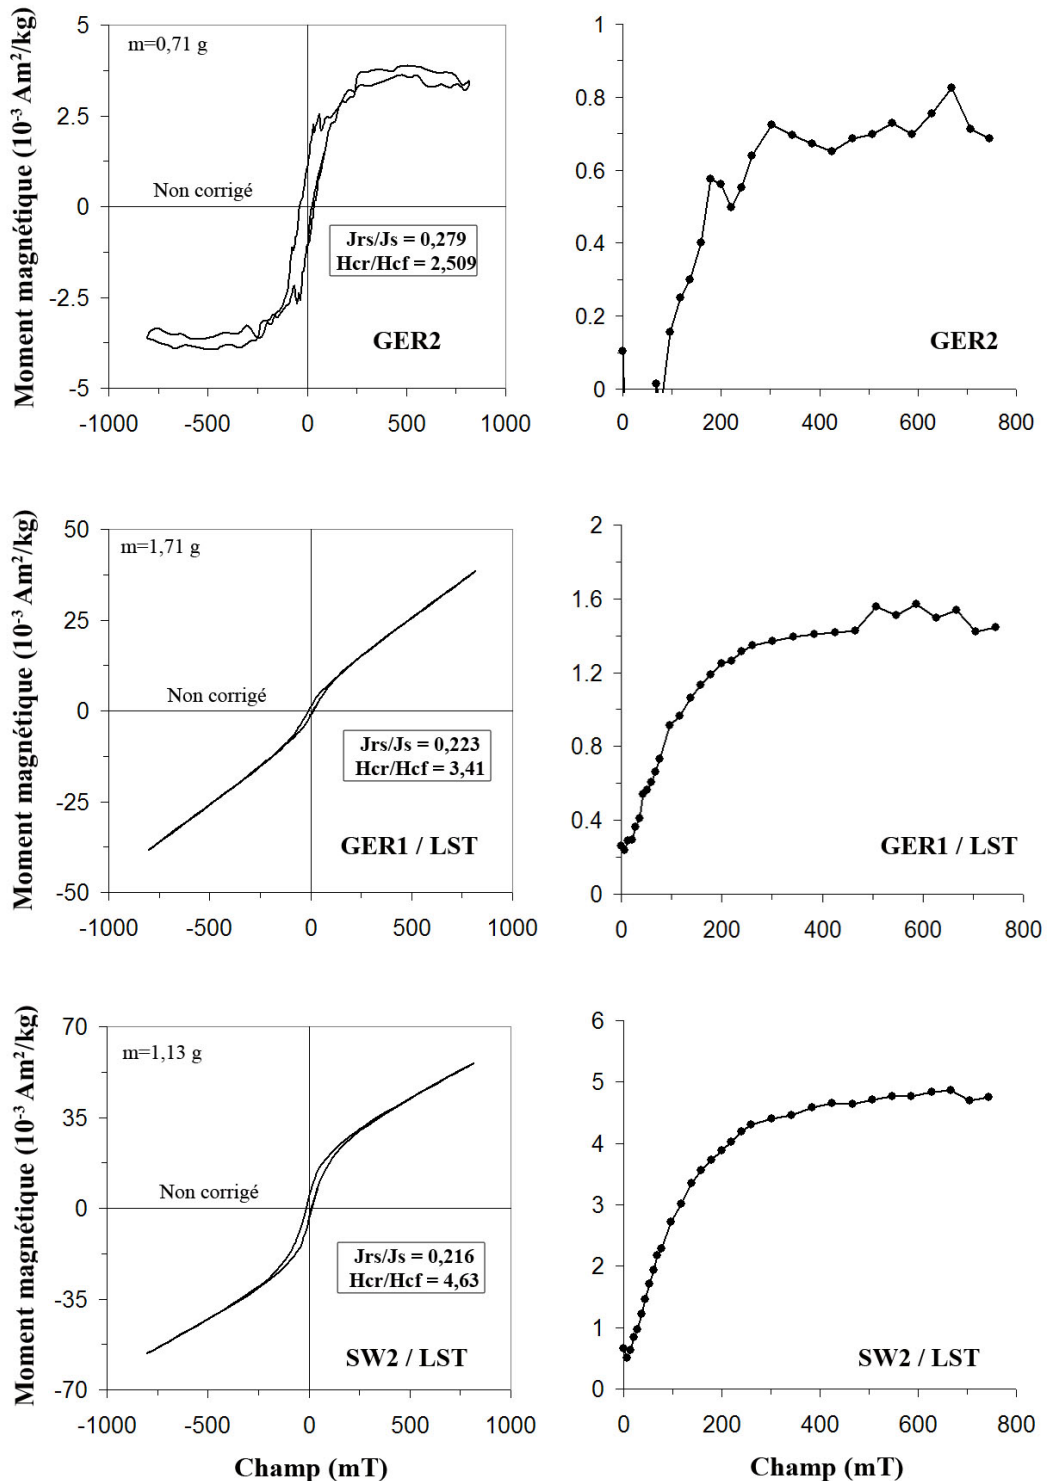 Moment magnétique (10⁻³ Am²/kg)
5
2.5
0
-2.5
-5
m=0,71 g
Non corrigé
Jrs/Js = 0,279
Hcr/Hcf = 2,509
GER2
-1000 -500 0 500 1000
1
0.8
0.6
0.4
0.2
0
GER2
0 200 400 600 800
Moment magnétique (10⁻³ Am²/kg)
50
25
0
-25
-50
m=1,71 g
Non corrigé
Jrs/Js = 0,223
Hcr/Hcf = 3,41
GER1 / LST
-1000 -500 0 500 1000
2
1.6
1.2
0.8
0.4
0
GER1 / LST
0 200 400 600 800
Moment magnétique (10⁻³ Am²/kg)
70
35
0
-35
-70
m=1,13 g
Non corrigé
Jrs/Js = 0,216
Hcr/Hcf = 4,63
SW2 / LST
-1000 -500 0 500 1000
Champ (mT)
6
5
4
3
2
1
0
SW2 / LST
0 200 400 600 800
Champ (mT)